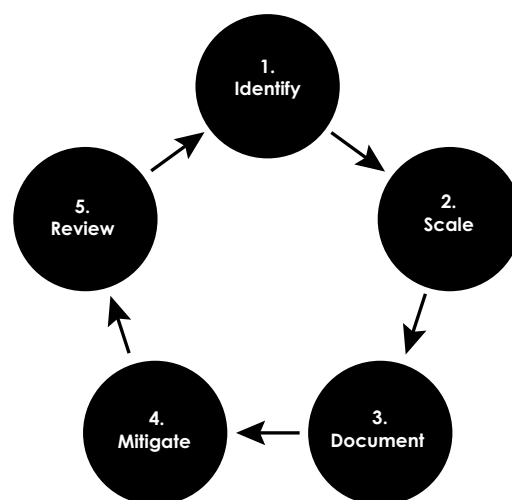 1.
Identify
2.
Scale
3.
Document
4.
Mitigate
5.
Review